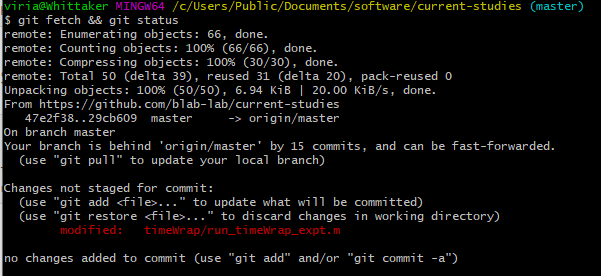 viria@Whittaker MINGW64 /c/Users/Public/Documents/software/current-studies (master)
$ git fetch && git status
remote: Enumerating objects: 66, done.
remote: Counting objects: 100% (66/66), done.
remote: Compressing objects: 100% (30/30), done.
remote: Total 50 (delta 39), reused 31 (delta 20), pack-reused 0
Unpacking objects: 100% (50/50), 6.94 KiB | 20.00 KiB/s, done.
From https://github.com/blab-lab/current-studies
   47e2f38..29cb609  master     -> origin/master
On branch master
Your branch is behind 'origin/master' by 15 commits, and can be fast-forwarded.
  (use "git pull" to update your local branch)
Changes not staged for commit:
  (use "git add <file>..." to update what will be committed)
  (use "git restore <file>..." to discard changes in working directory)
        modified:   timeWrap/run_timeWrap_expt.m
no changes added to commit (use "git add" and/or "git commit -a")